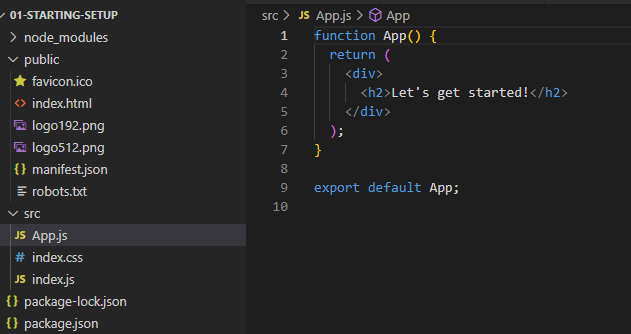 01-STARTING-SETUP
node_modules
public
favicon.ico
index.html
logo192.png
logo512.png
{} manifest.json
robots.txt
src
JS App.js
# index.css
JS index.js
{} package-lock.json
{} package.json
src > JS App.js > App
1 function App() {
2 return (
3 <div>
4 <h2>Let's get started!</h2>
5 </div>
6 );
7 }
8
9 export default App;
10